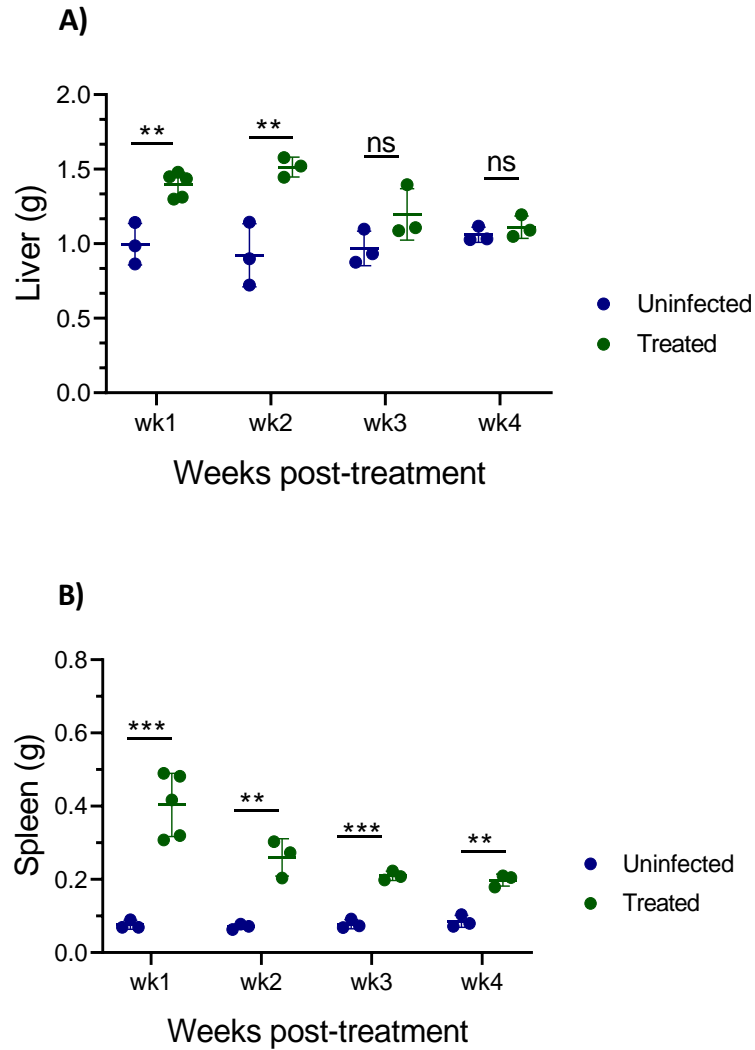 A)
2.0
1.5
1.0
0.5
0.0
Liver (g)
**
**
ns
ns
wk1
wk2
wk3
wk4
Weeks post-treatment
Uninfected
Treated
B)
0.8
0.6
0.4
0.2
0.0
Spleen (g)
***
**
***
**
wk1
wk2
wk3
wk4
Weeks post-treatment
Uninfected
Treated